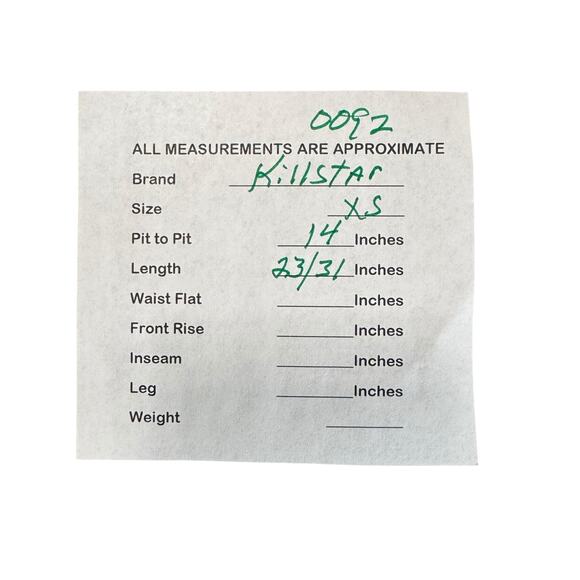 0092
ALL MEASUREMENTS ARE APPROXIMATE
Brand Killstar
Size XS
Pit to Pit 14 Inches
Length 23/31 Inches
Waist Flat Inches
Front Rise Inches
Inseam Inches
Leg Inches
Weight